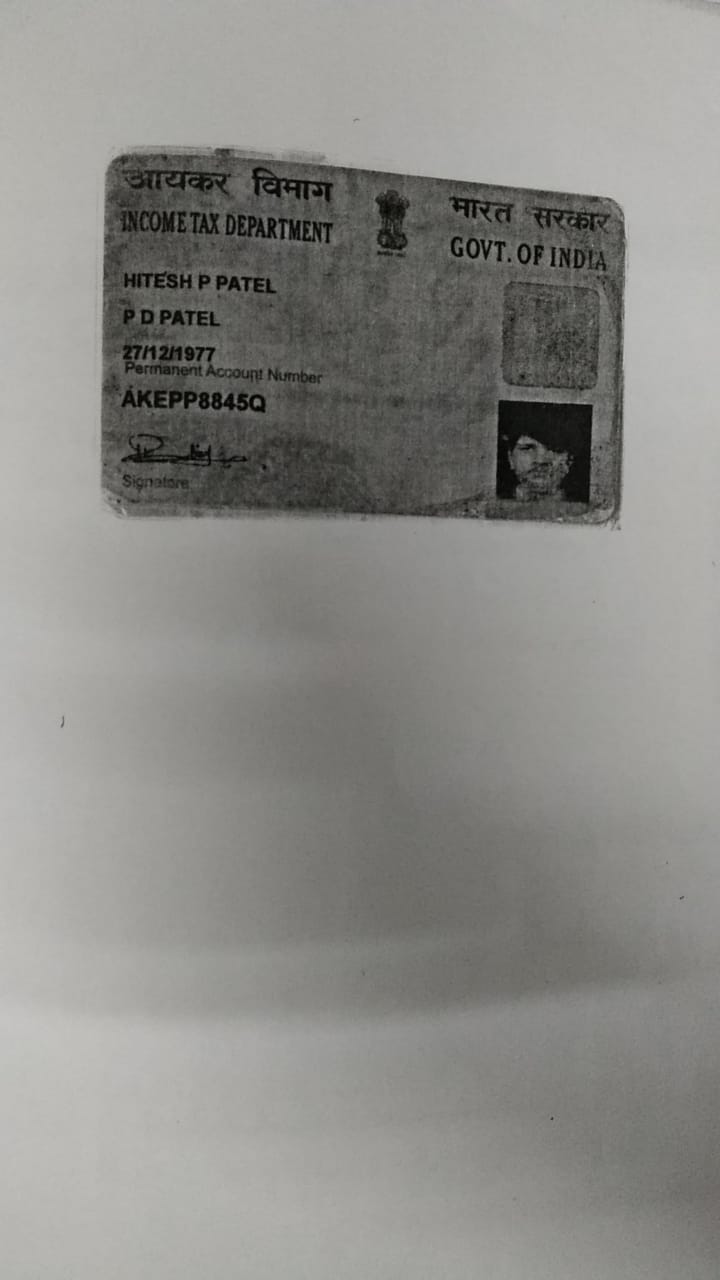 आयकर विभाग
INCOME TAX DEPARTMENT
भारत सरकार
GOVT. OF INDIA
HITESH P PATEL
P D PATEL
27/12/1977
Permanent Account Number
AKEPP8845Q
Signature